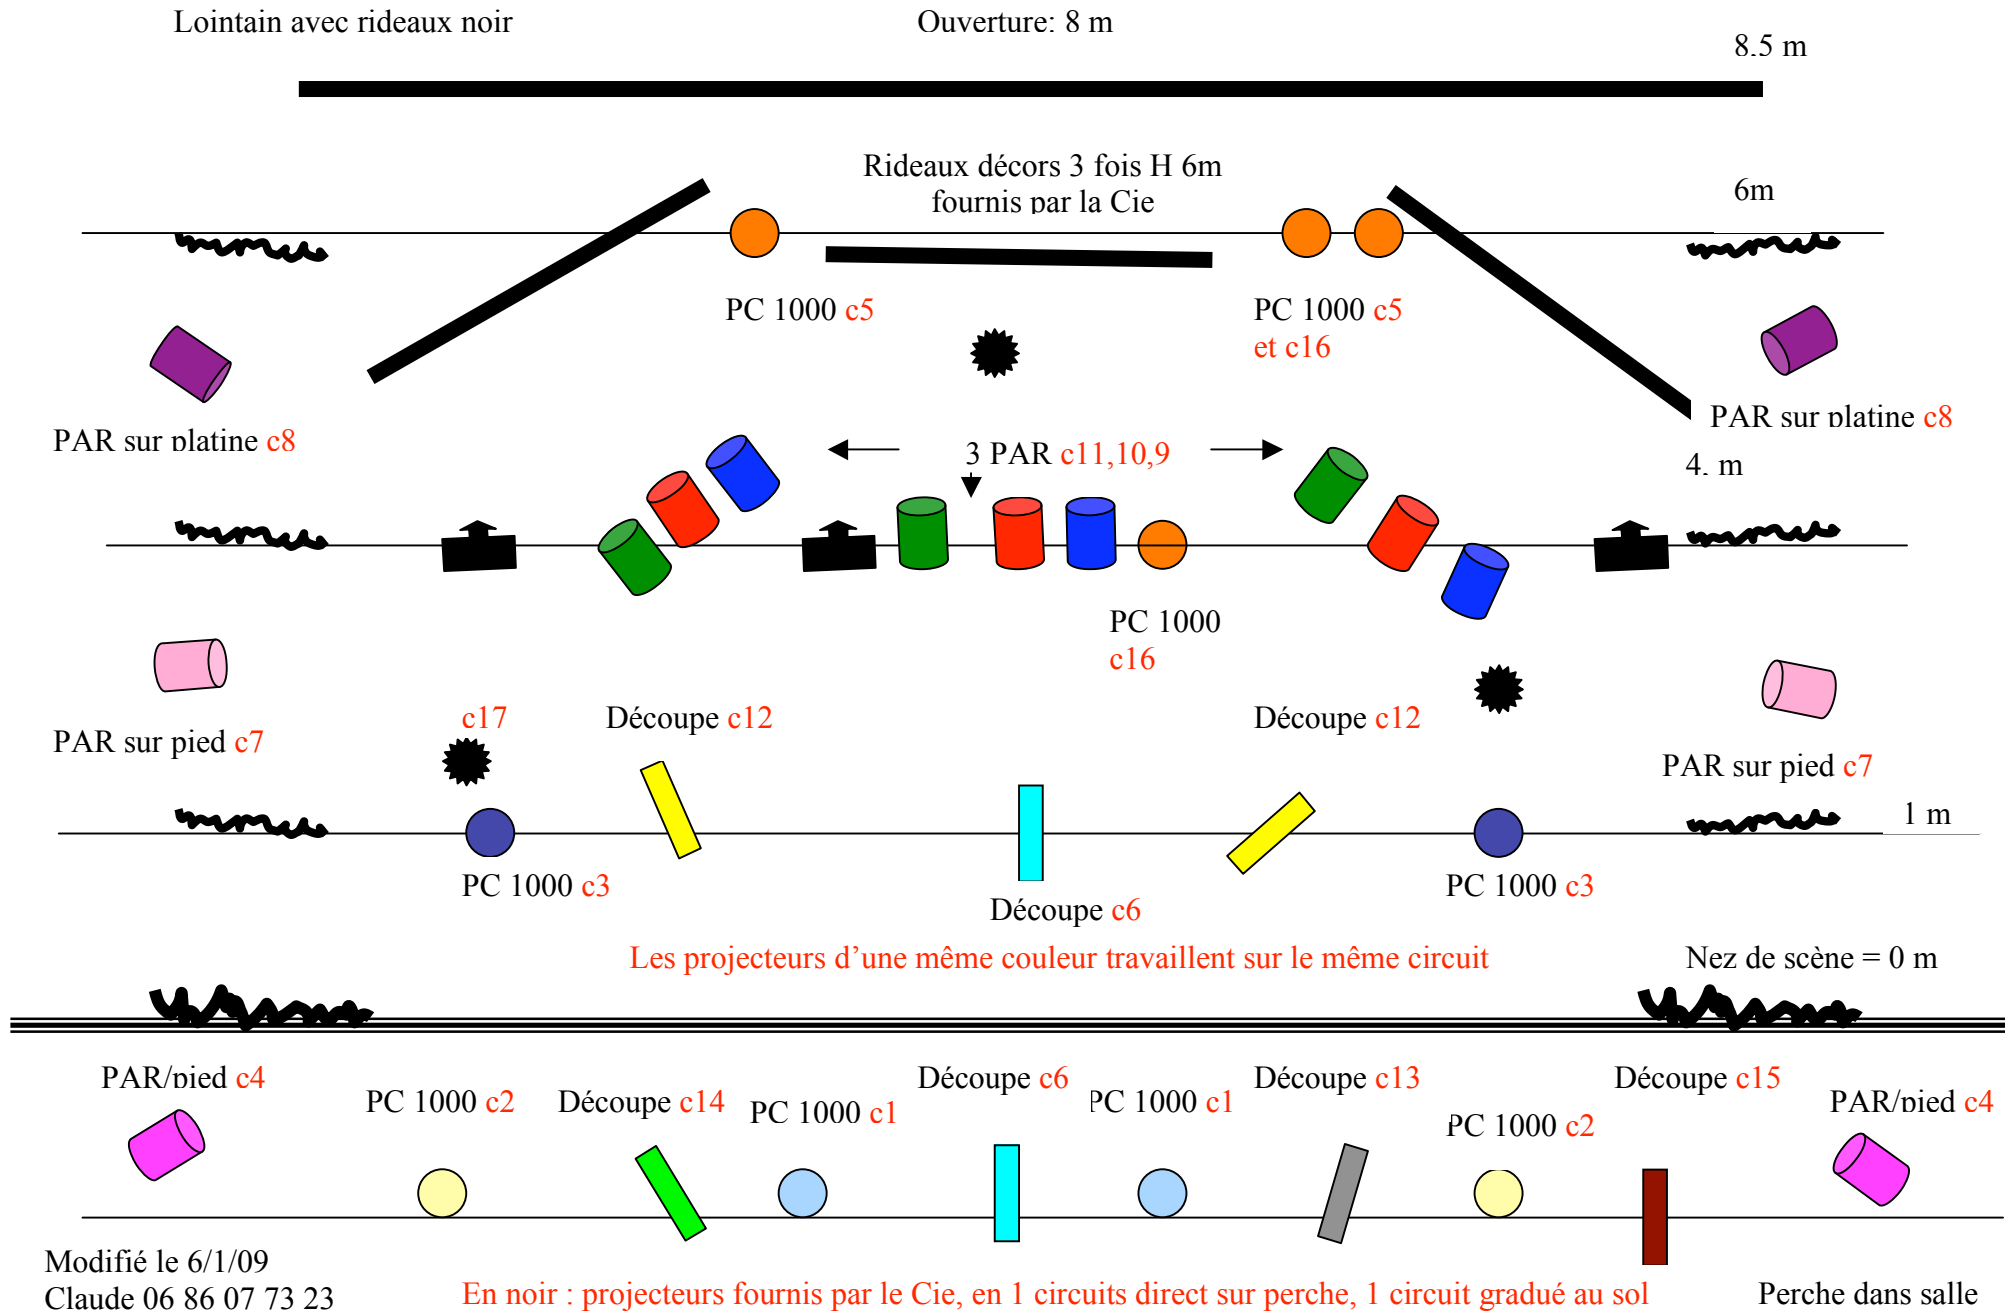 Lointain avec rideaux noir
Ouverture: 8 m
8.5 m
Rideaux décors 3 fois H 6m
fournis par la Cie
6m
PC 1000 c5
PC 1000 c5
et c16
PAR sur platine c8
PAR sur platine c8
3 PAR c11,10,9
4. m
PC 1000
c16
c17
Découpe c12
Découpe c12
PAR sur pied c7
PAR sur pied c7
1 m
PC 1000 c3
PC 1000 c3
Découpe c6
Les projecteurs d’une même couleur travaillent sur le même circuit
Nez de scène = 0 m
PAR/pied c4
PC 1000 c2
Découpe c14
PC 1000 c1
Découpe c6
PC 1000 c1
Découpe c13
PC 1000 c2
Découpe c15
PAR/pied c4
Modifié le 6/1/09
Claude 06 86 07 73 23
En noir : projecteurs fournis par le Cie, en 1 circuits direct sur perche, 1 circuit gradué au sol
Perche dans salle